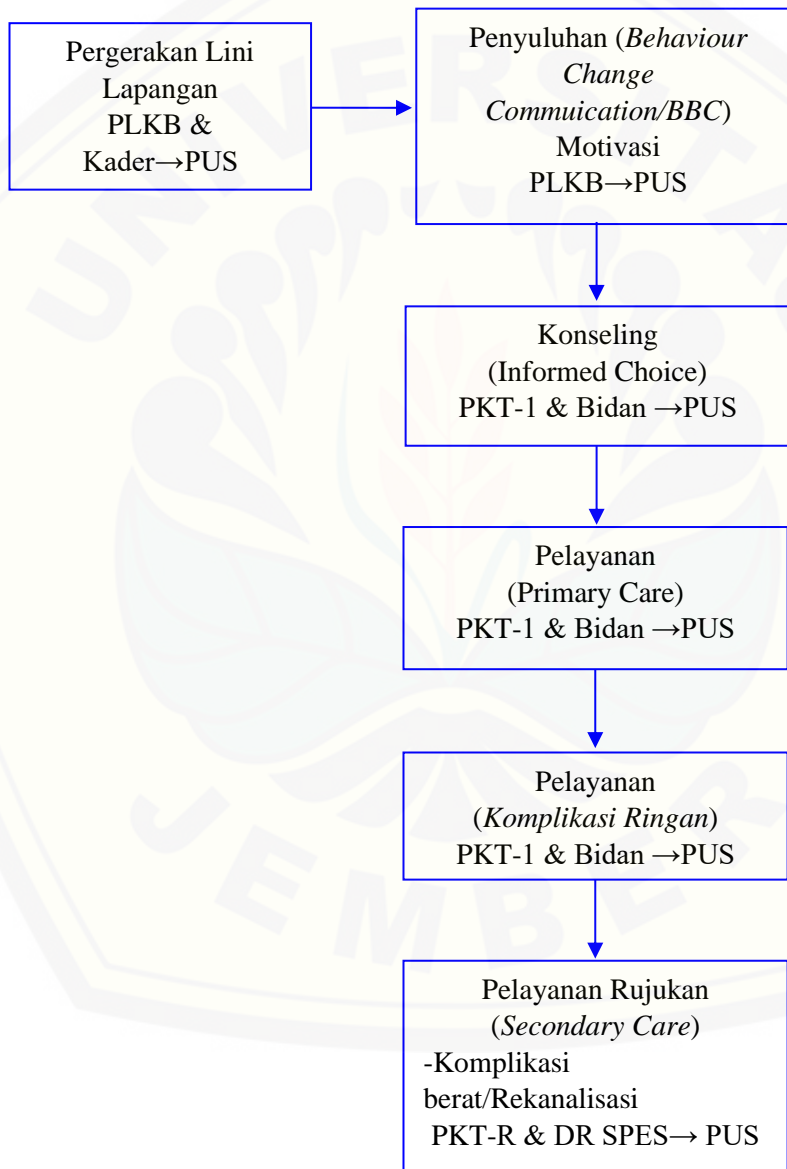 Pergerakan Lini
Lapangan
PLKB &
Kader→PUS
Penyuluhan (Behaviour
Change
Commuication/BBC)
Motivasi
PLKB→PUS
Konseling
(Informed Choice)
PKT-1 & Bidan →PUS
Pelayanan
(Primary Care)
PKT-1 & Bidan →PUS
Pelayanan
(Komplikasi Ringan)
PKT-1 & Bidan →PUS
Pelayanan Rujukan
(Secondary Care)
-Komplikasi
berat/Rekanalisasi
PKT-R & DR SPES→ PUS
UNIVERSITAS
JEMBER